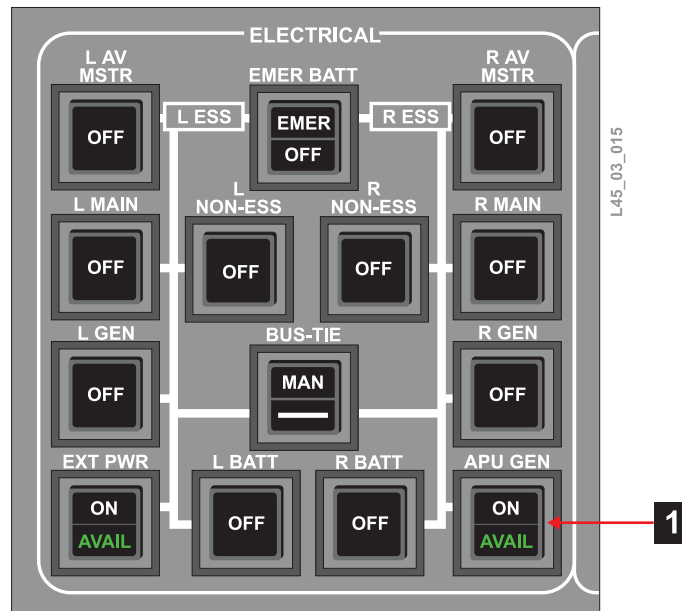 ELECTRICAL
L AV
MSTR
EMER BATT
R AV
MSTR
OFF
L ESS
EMER
OFF
R ESS
OFF
L MAIN
L
NON-ESS
R
NON-ESS
R MAIN
OFF
OFF
OFF
OFF
L GEN
BUS-TIE
R GEN
OFF
MAN
OFF
EXT PWR
L BATT
R BATT
APU GEN
ON
AVAIL
OFF
OFF
ON
AVAIL
1
L45_03_015